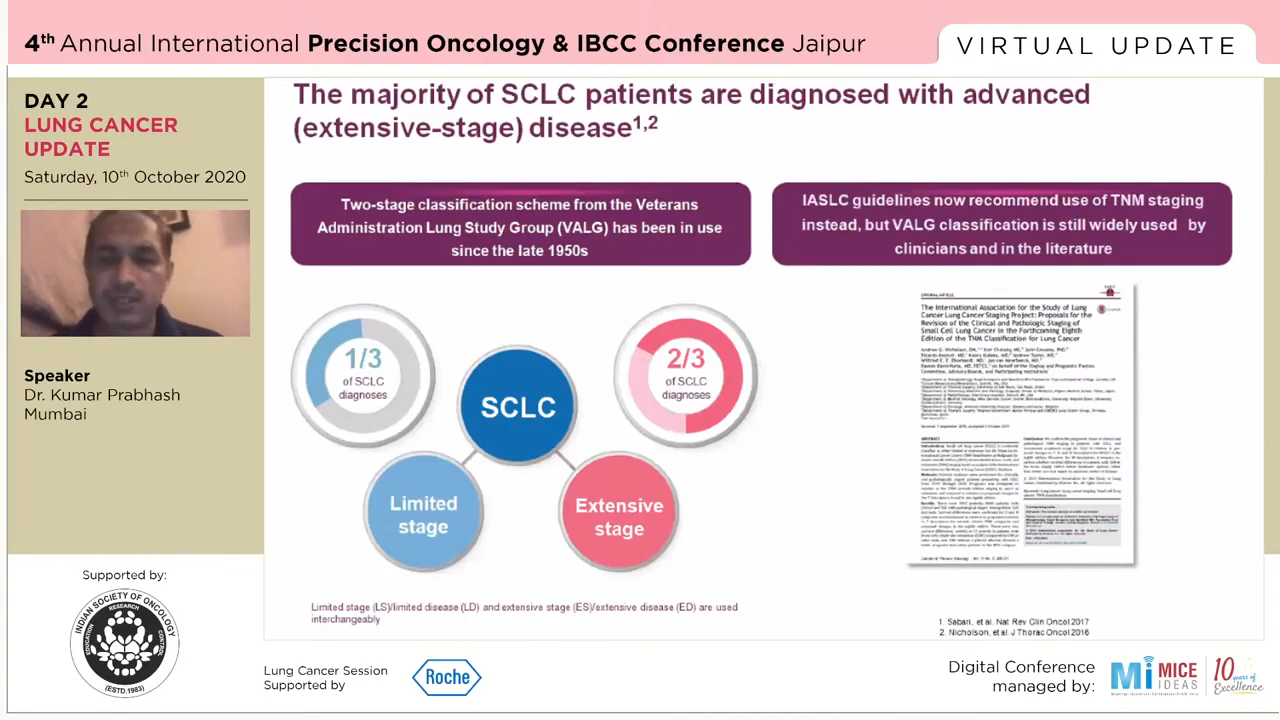 4th Annual International Precision Oncology & IBCC Conference Jaipur
VIRTUAL UPDATE
DAY 2
LUNG CANCER
UPDATE
Saturday, 10th October 2020
Speaker
Dr. Kumar Prabhash
Mumbai
Supported by:
INDIAN SOCIETY OF ONCOLOGY
RESEARCH
EDUCATION
CONTROL
(ESTD.1983)
The majority of SCLC patients are diagnosed with advanced
(extensive-stage) disease1,2
Two-stage classification scheme from the Veterans
Administration Lung Study Group (VALG) has been in use
since the late 1950s
IASLC guidelines now recommend use of TNM staging
instead, but VALG classification is still widely used by
clinicians and in the literature
1/3
of SCLC
diagnoses
2/3
of SCLC
diagnoses
SCLC
Limited
stage
Extensive
stage
The International Association for the Study of Lung
Cancer Lung Cancer Staging Project: Proposals for the
Revision of the Clinical and Pathologic Staging of
Small Cell Lung Cancer in the Forthcoming Eighth
Edition of the TNM Classification for Lung Cancer
Limited stage (LS)/limited disease (LD) and extensive stage (ES)/extensive disease (ED) are used
interchangeably
1. Sabari, et al. Nat Rev Clin Oncol 2017
2. Nicholson, et al. J Thorac Oncol 2016
Lung Cancer Session
Supported by
Roche
Digital Conference
managed by:
Mi MICE
IDEAS
10
years of
Excellence